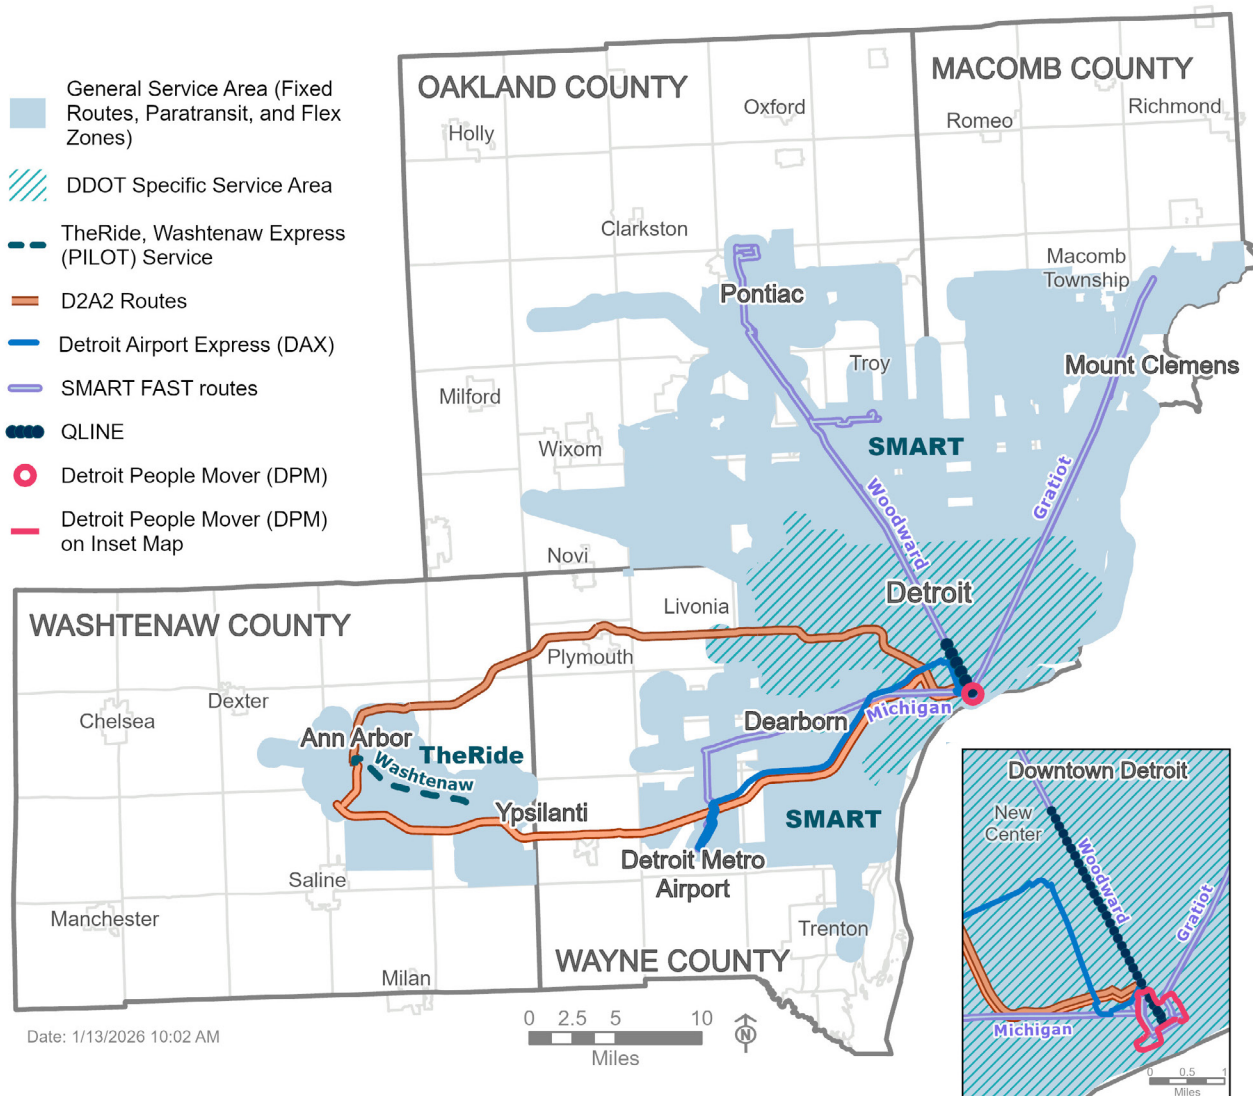 General Service Area (Fixed
Routes, Paratransit, and Flex
Zones)
DDOT Specific Service Area
TheRide, Washtenaw Express
(PILOT) Service
D2A2 Routes
Detroit Airport Express (DAX)
SMART FAST routes
QLINE
Detroit People Mover (DPM)
Detroit People Mover (DPM)
on Inset Map
OAKLAND COUNTY
MACOMB COUNTY
Holly
Oxford
Romeo
Richmond
Clarkston
Macomb
Township
Pontiac
Troy
Mount Clemens
Milford
Wixom
SMART
Woodward
Gratiot
Novi
Detroit
WASHTENAW COUNTY
Livonia
Plymouth
Dexter
Chelsea
Ann Arbor
TheRide
Washtenaw
Dearborn
Michigan
Ypsilanti
SMART
Detroit Metro
Airport
Saline
Manchester
Trenton
WAYNE COUNTY
Milan
Downtown Detroit
New
Center
Woodward
Gratiot
Michigan
0 0.5 1
Miles
Date: 1/13/2026 10:02 AM
0 2.5 5 10
Miles
N